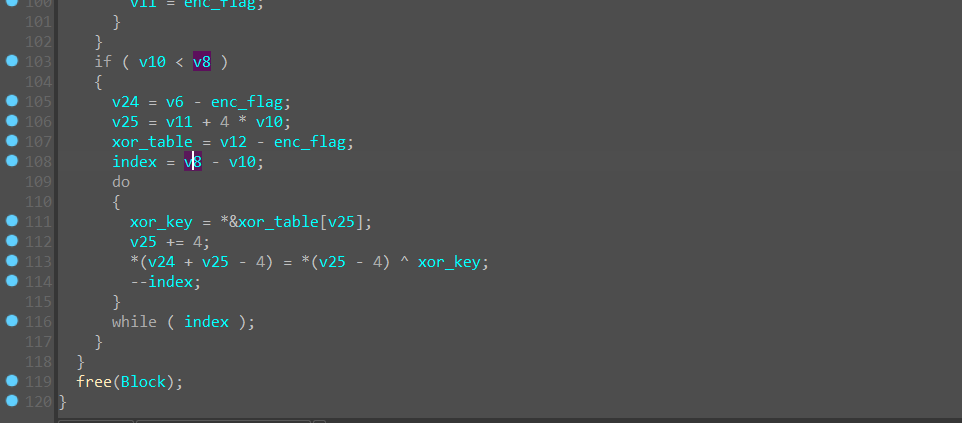 100 v11 = enc_flag;
101 }
102 }
103 if ( v10 < v8 )
104 {
105 v24 = v6 - enc_flag;
106 v25 = v11 + 4 * v10;
107 xor_table = v12 - enc_flag;
108 index = v8 - v10;
109 do
110 {
111 xor_key = *&xor_table[v25];
112 v25 += 4;
113 *(v24 + v25 - 4) = *(v25 - 4) ^ xor_key;
114 --index;
115 }
116 while ( index );
117 }
118 }
119 free(Block);
120 }